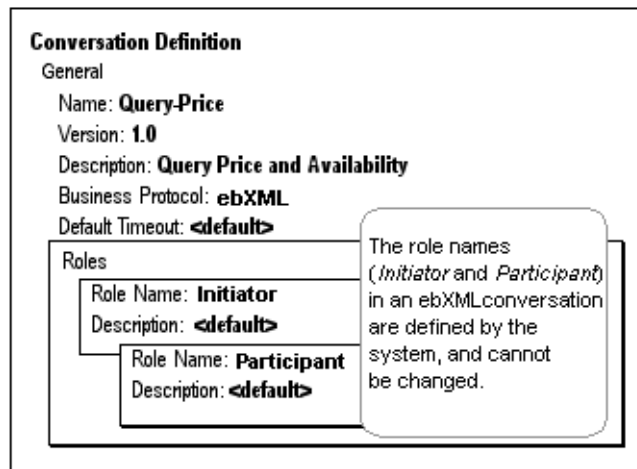 Conversation Definition
General
Name: Query-Price
Version: 1.0
Description: Query Price and Availability
Business Protocol: ebXML
Default Timeout: <default>
Roles
Role Name: Initiator
Description: <default>
Role Name: Participant
Description: <default>
The role names
(Initiator and Participant)
in an ebXMLconversation
are defined by the
system, and cannot
be changed.